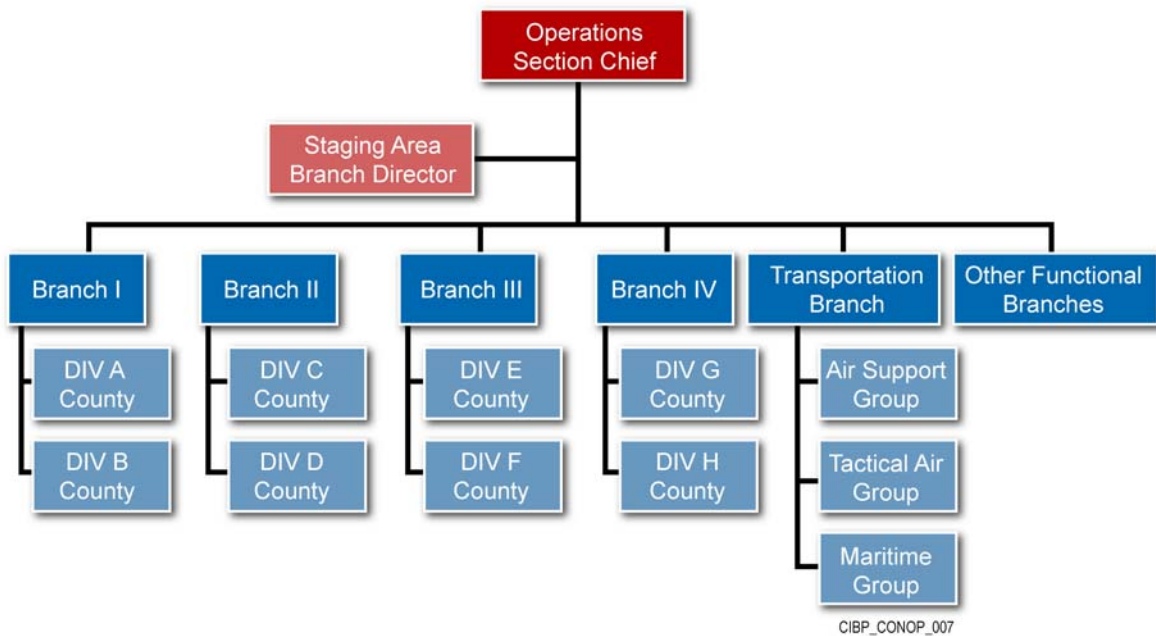 Operations
Section Chief
Staging Area
Branch Director
Branch I
Branch II
Branch III
Branch IV
Transportation
Branch
Other Functional
Branches
DIV A
County
DIV C
County
DIV E
County
DIV G
County
Air Support
Group
DIV B
County
DIV D
County
DIV F
County
DIV H
County
Tactical Air
Group
Maritime
Group
CIBP_CONOP_007